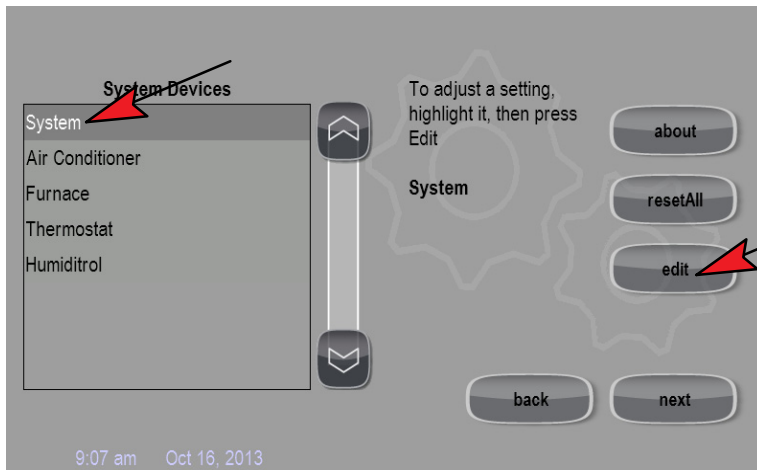 System Devices
System
Air Conditioner
Furnace
Thermostat
Humiditrol
To adjust a setting,
highlight it, then press
Edit
System
about
resetAll
edit
back
next
9:07 am Oct 16, 2013